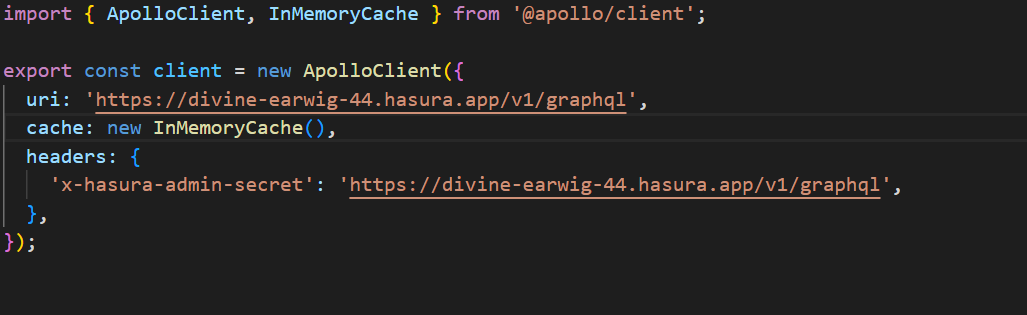 import { ApolloClient, InMemoryCache } from '@apollo/client';
export const client = new ApolloClient({
uri: 'https://divine-earwig-44.hasura.app/v1/graphql',
cache: new InMemoryCache(),
headers: {
'x-hasura-admin-secret': 'https://divine-earwig-44.hasura.app/v1/graphql',
},
});